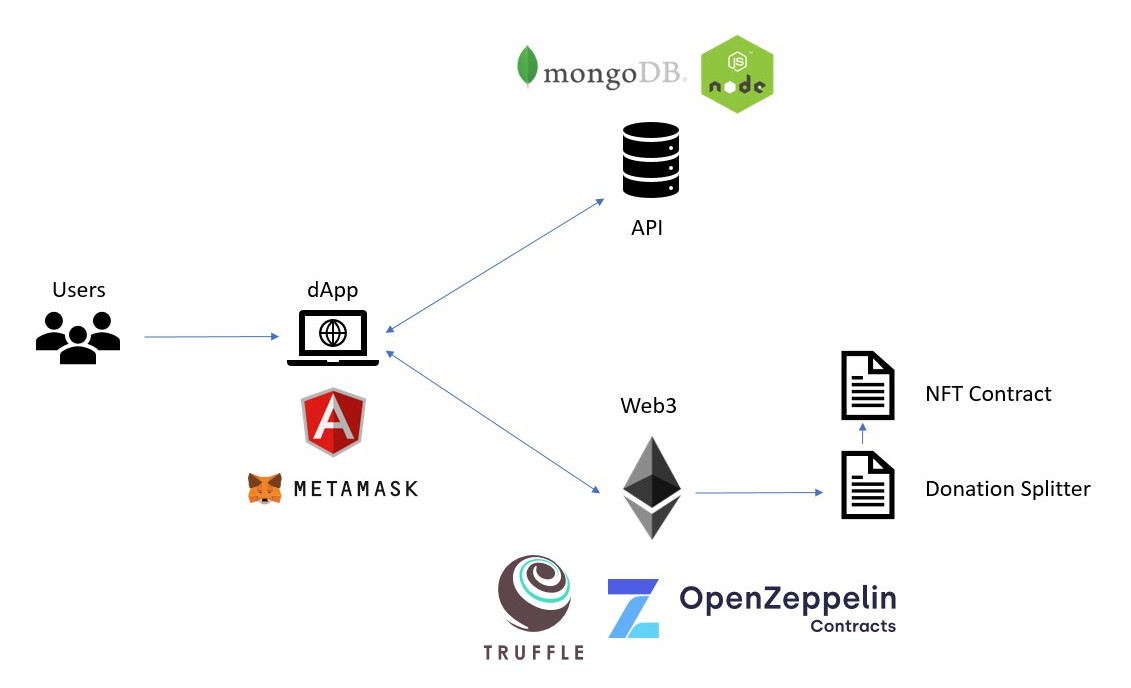 mongoDB.
JS
node
API
Users
dApp
METAMASK
Web3
NFT Contract
Donation Splitter
TRUFFLE
OpenZeppelin
Contracts